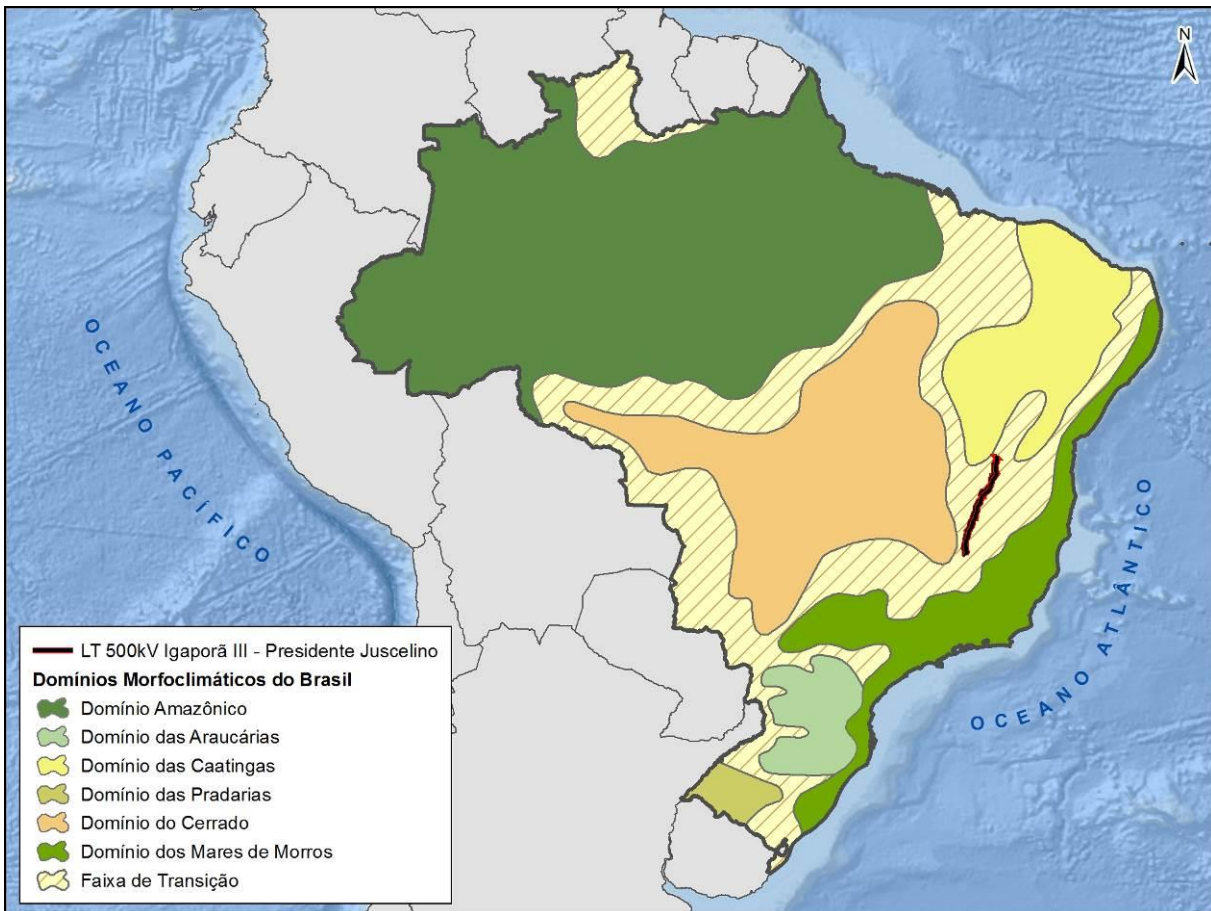 N
OCEANO PACÍFICO
OCEANO ATLÂNTICO
LT 500kV Igaporã III - Presidente Juscelino
Domínios Morfoclimáticos do Brasil
Domínio Amazônico
Domínio das Araucárias
Domínio das Caatingas
Domínio das Pradarias
Domínio do Cerrado
Domínio dos Mares de Morros
Faixa de Transição